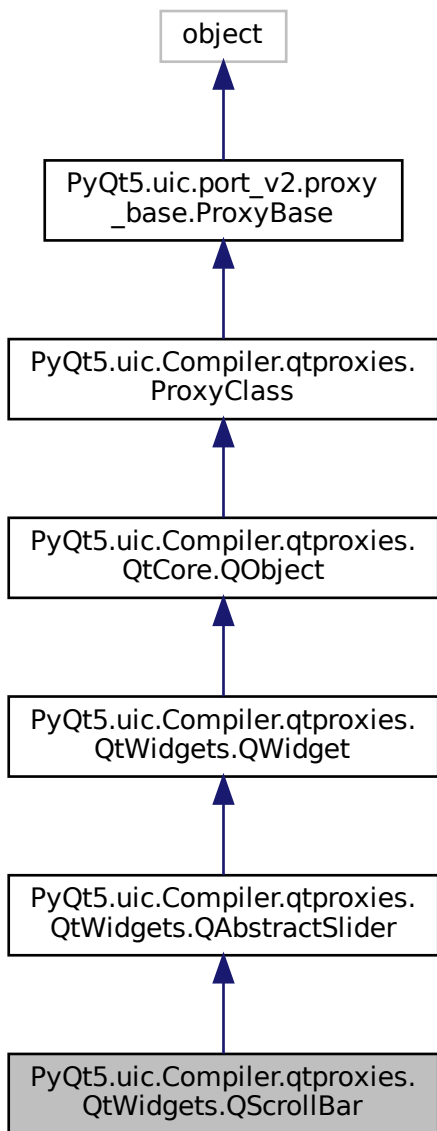 object
PyQt5.uic.port_v2.proxy
_base.ProxyBase
PyQt5.uic.Compiler.qtproxies.
ProxyClass
PyQt5.uic.Compiler.qtproxies.
QtCore.QObject
PyQt5.uic.Compiler.qtproxies.
QtWidgets.QWidget
PyQt5.uic.Compiler.qtproxies.
QtWidgets.QAbstractSlider
PyQt5.uic.Compiler.qtproxies.
QtWidgets.QScrollBar